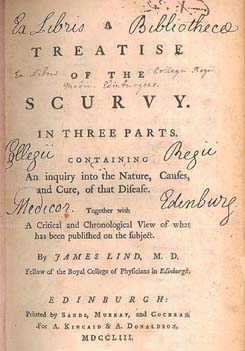 Ex Libris
A
Bibliothecæ
TREATISE
Ex Libris
OF THE
Collegii Regii
Medic. Edinburgens.
SCURVY.
IN THREE PARTS.
Collegii
CONTAINING
Regii
An inquiry into the Nature, Causes,
and Cure, of that Disease.
Medicor.
Together with
Edinburg
A Critical and Chronological View of what
has been published on the subject.
By JAMES LIND, M. D.
Fellow of the Royal College of Physicians in Edinburgh.
EDINBURGH:
Printed by SANDS, MURRAY, and COCHRAN.
For A. KINCAID & A. DONALDSON.
MDCCLIII.